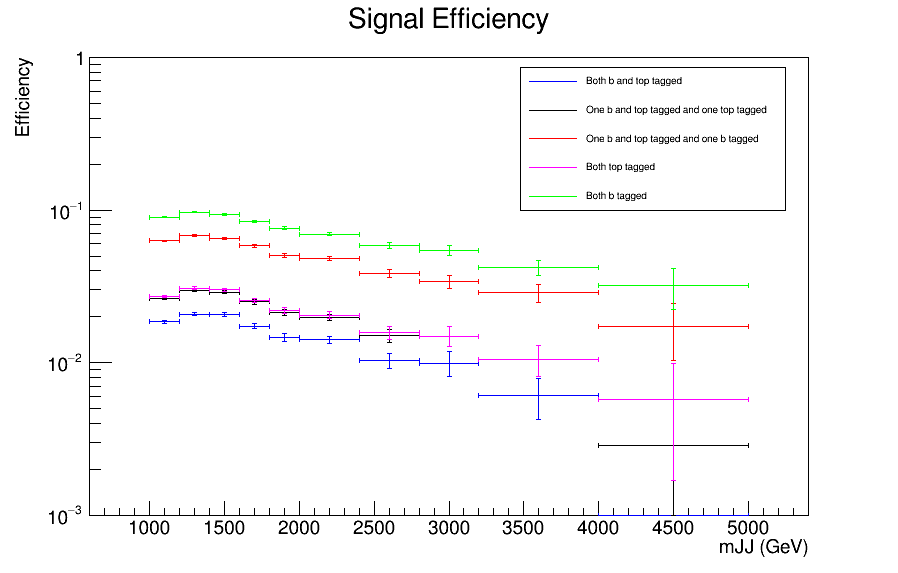 Signal Efficiency
Efficiency
1
10⁻¹
10⁻²
10⁻³
Both b and top tagged
One b and top tagged and one top tagged
One b and top tagged and one b tagged
Both top tagged
Both b tagged
1000 1500 2000 2500 3000 3500 4000 4500 5000
mJJ (GeV)